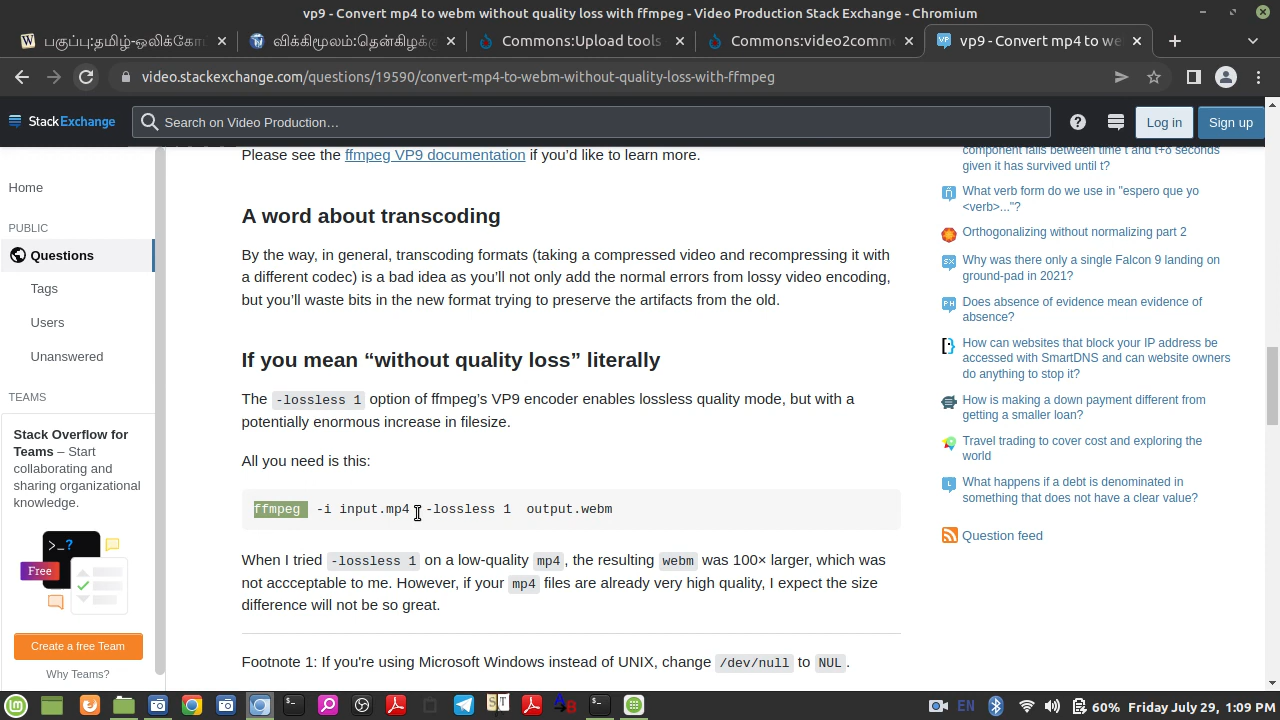 vp9 - Convert mp4 to webm without quality loss with ffmpeg - Video Production Stack Exchange - Chromium
பகுப்பு:தமிழ்-ஒலிக்கோ
விக்கிமூலம்:தென்கிழக்கு
Commons:Upload tools
Commons:video2commo
vp9 - Convert mp4 to we
video.stackexchange.com/questions/19590/convert-mp4-to-webm-without-quality-loss-with-ffmpeg
StackExchange
Search on Video Production…
Log in
Sign up
Home
PUBLIC
Questions
Tags
Users
Unanswered
TEAMS
Stack Overflow for
Teams – Start
collaborating and
sharing organizational
knowledge.
>_?
Free
Create a free Team
Why Teams?
Please see the ffmpeg VP9 documentation if you’d like to learn more.
A word about transcoding
By the way, in general, transcoding formats (taking a compressed video and recompressing it with
a different codec) is a bad idea as you’ll not only add the normal errors from lossy video encoding,
but you’ll waste bits in the new format trying to preserve the artifacts from the old.
If you mean “without quality loss” literally
The -lossless 1 option of ffmpeg’s VP9 encoder enables lossless quality mode, but with a
potentially enormous increase in filesize.
All you need is this:
ffmpeg -i input.mp4 -lossless 1 output.webm
When I tried -lossless 1 on a low-quality mp4, the resulting webm was 100× larger, which was
not accceptable to me. However, if your mp4 files are already very high quality, I expect the size
difference will not be so great.
Footnote 1: If you're using Microsoft Windows instead of UNIX, change /dev/null to NUL.
component fails between time t and t+δ seconds
given it has survived until t?
What verb form do we use in "espero que yo
<verb>..."?
Orthogonalizing without normalizing part 2
Why was there only a single Falcon 9 landing on
ground-pad in 2021?
Does absence of evidence mean evidence of
absence?
How can websites that block your IP address be
accessed with SmartDNS and can website owners
do anything to stop it?
How is making a down payment different from
getting a smaller loan?
Travel trading to cover cost and exploring the
world
What happens if a debt is denominated in
something that does not have a clear value?
Question feed
EN
60%
Friday July 29, 1:09 PM